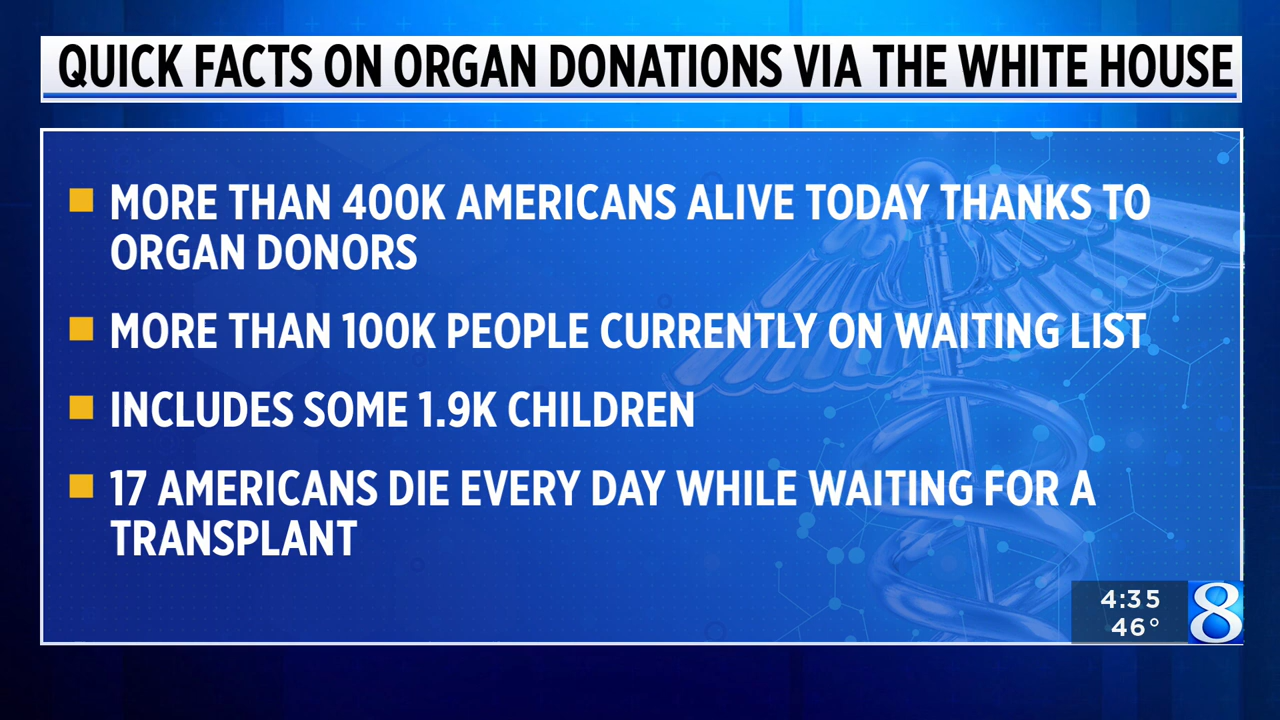 QUICK FACTS ON ORGAN DONATIONS VIA THE WHITE HOUSE
MORE THAN 400K AMERICANS ALIVE TODAY THANKS TO
ORGAN DONORS
MORE THAN 100K PEOPLE CURRENTLY ON WAITING LIST
INCLUDES SOME 1.9K CHILDREN
17 AMERICANS DIE EVERY DAY WHILE WAITING FOR A
TRANSPLANT
4:35
46°
8